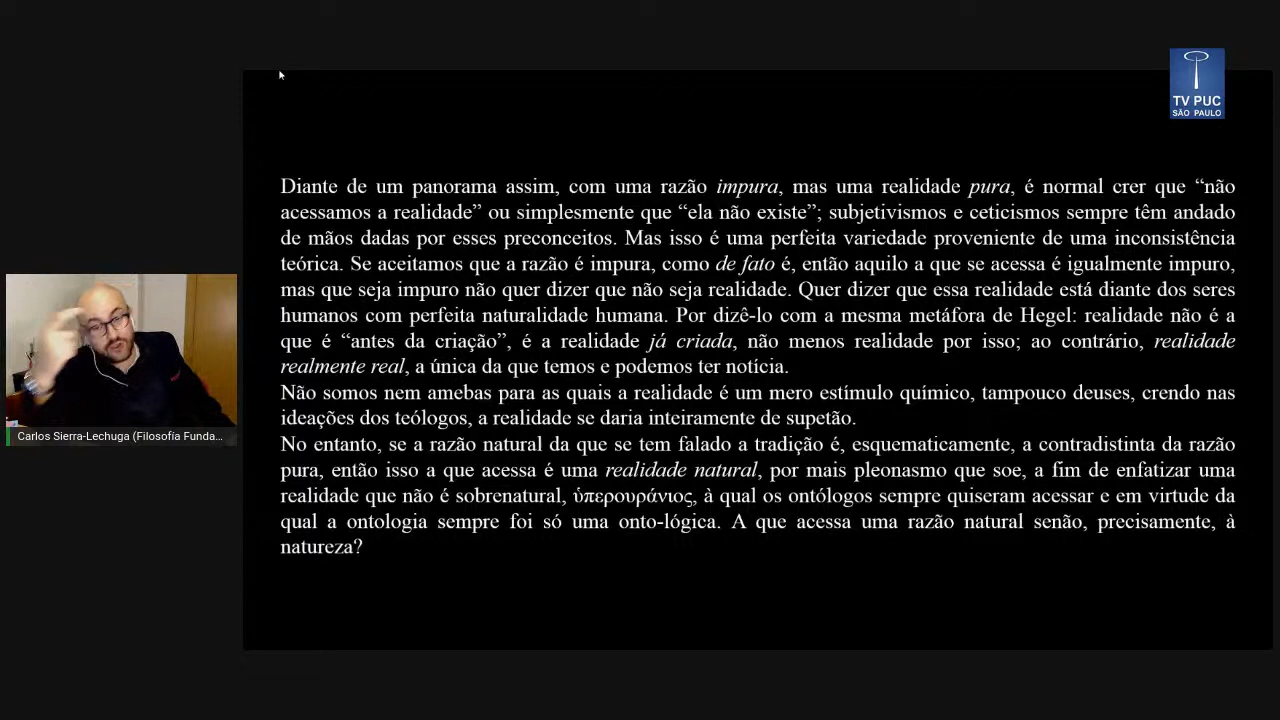 TV PUC
SÃO PAULO
Diante de um panorama assim, com uma razão impura, mas uma realidade pura, é normal crer que “não
acessamos a realidade” ou simplesmente que “ela não existe”; subjetivismos e ceticismos sempre têm andado
de mãos dadas por esses preconceitos. Mas isso é uma perfeita variedade proveniente de uma inconsistência
teórica. Se aceitamos que a razão é impura, como de fato é, então aquilo a que se acessa é igualmente impuro,
mas que seja impuro não quer dizer que não seja realidade. Quer dizer que essa realidade está diante dos seres
humanos com perfeita naturalidade humana. Por dizê-lo com a mesma metáfora de Hegel: realidade não é a
que é “antes da criação”, é a realidade já criada, não menos realidade por isso; ao contrário, realidade
realmente real, a única da que temos e podemos ter notícia.
Não somos nem amebas para as quais a realidade é um mero estímulo químico, tampouco deuses, crendo nas
ideações dos teólogos, a realidade se daria inteiramente de supetão.
No entanto, se a razão natural da que se tem falado a tradição é, esquematicamente, a contradistinta da razão
pura, então isso a que acessa é uma realidade natural, por mais pleonasmo que soe, a fim de enfatizar uma
realidade que não é sobrenatural, ὑπερουράνιος, à qual os ontólogos sempre quiseram acessar e em virtude da
qual a ontologia sempre foi só uma onto-lógica. A que acessa uma razão natural senão, precisamente, à
natureza?
Carlos Sierra-Lechuga (Filosofía Funda...